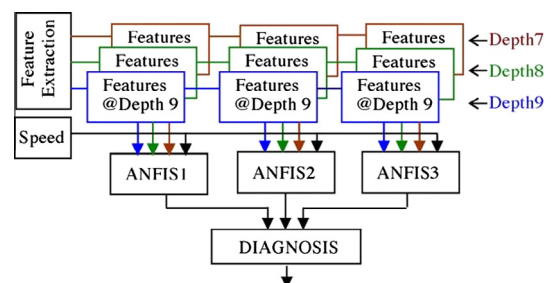 Feature
Extraction
Features
Features
Features
Depth7
Features
Features
Features
Depth8
Features
@Depth 9
Features
@Depth 9
Features
@Depth 9
Depth9
Speed
ANFIS1
ANFIS2
ANFIS3
DIAGNOSIS